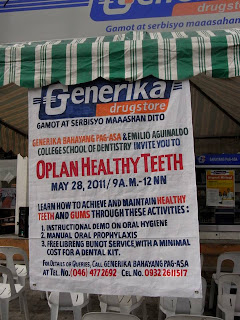 Generika
Gamot at serbisyo maaasahan
Generika
drugstore
GAMOT AT SERBISYO MAAASAHAN DITO
GENERIKA BAHAYANG PAG-ASA & EMILIO AGUINALDO
COLLEGE SCHOOL OF DENTISTRY INVITE YOU TO
OPLAN HEALTHY TEETH
MAY 28, 2011/ 9 A.M.- 12 NN
LEARN HOW TO ACHIEVE AND MAINTAIN HEALTHY
TEETH AND GUMS THROUGH THESE ACTIVITIES :
1. INSTRUCTIONAL DEMO ON ORAL HYGIENE
2. MANUAL ORAL PROPHYLAXIS
3. FREE LIBRENG BUNOT SERVICE, WITH A MINIMAL
COST FOR A DENTAL KIT.
FOR DETAILS OR QUERIES, CALL GENERIKA BAHAYANG PAG-ASA
AT TEL. NO. (046) 477 2692 CEL NO. 0932 2611517